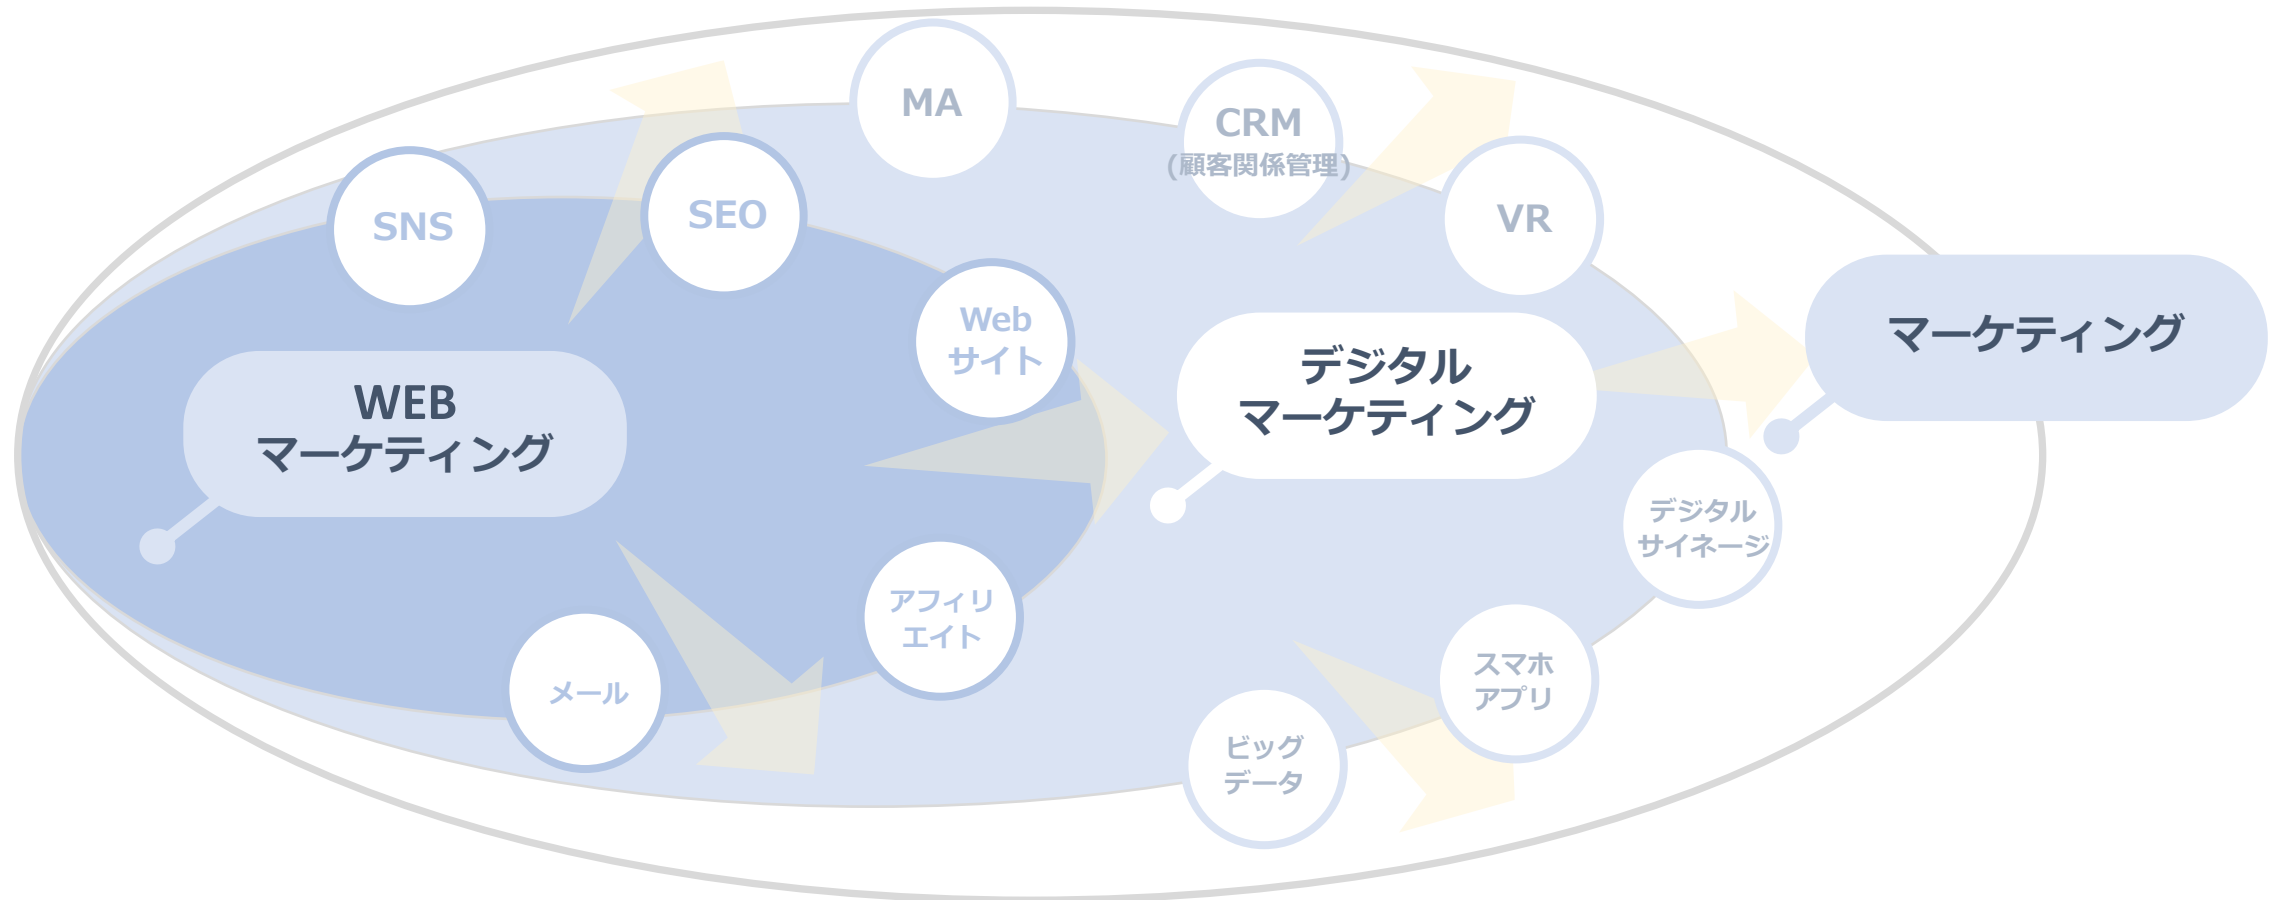 MA
CRM
(顧客関係管理)
SNS
SEO
VR
Web
サイト
マーケティング
デジタル
マーケティング
WEB
マーケティング
デジタル
サイネージ
アフィリ
エイト
メール
スマホ
アプリ
ビッグ
データ